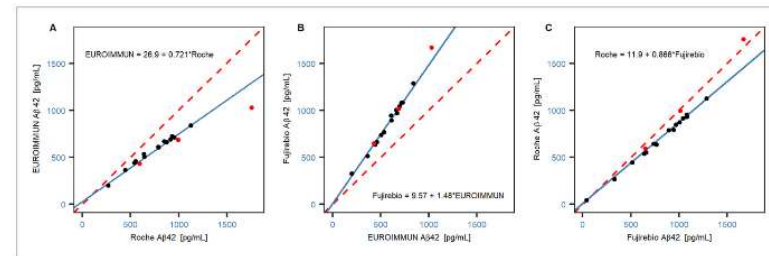 A
EUROIMMUN = 26.9 + 0.721*Roche
1500
1000
500
0
EUROIMMUN Aβ42 [pg/mL]
0 500 1000 1500
Roche Aβ42 [pg/mL]
B
Fujirebio = 9.57 + 1.48*EUROIMMUN
1500
1000
500
0
Fujirebio Aβ42 [pg/mL]
0 500 1000 1500
EUROIMMUN Aβ42 [pg/mL]
C
Roche = 11.9 + 0.866*Fujirebio
1500
1000
500
0
Roche Aβ42 [pg/mL]
0 500 1000 1500
Fujirebio Aβ42 [pg/mL]